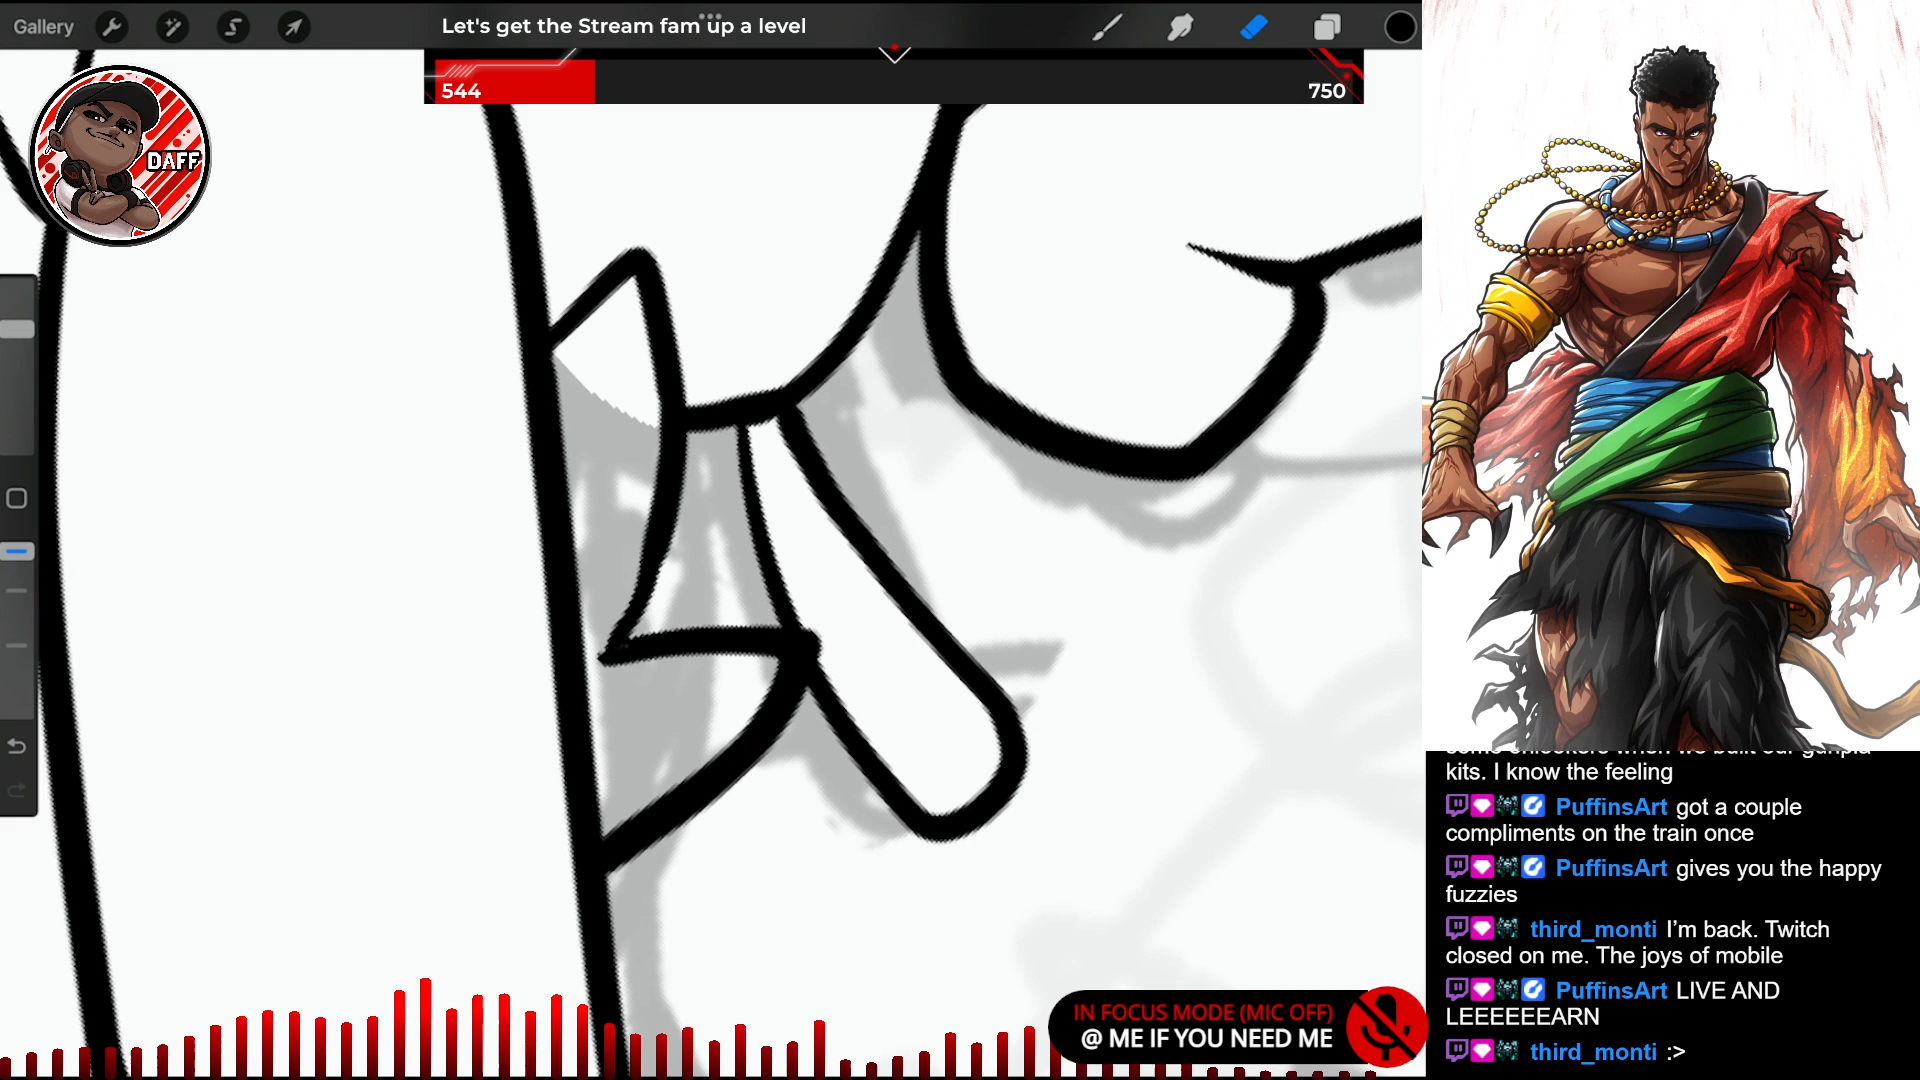 Gallery
Let's get the Stream fam up a level
544
750
DAFF
kits. I know the feeling
PuffinsArt got a couple
compliments on the train once
PuffinsArt gives you the happy
fuzzies
third_monti I'm back. Twitch
closed on me. The joys of mobile
PuffinsArt LIVE AND
LEEEEEEARN
third_monti :>
IN FOCUS MODE (MIC OFF)
@ ME IF YOU NEED ME